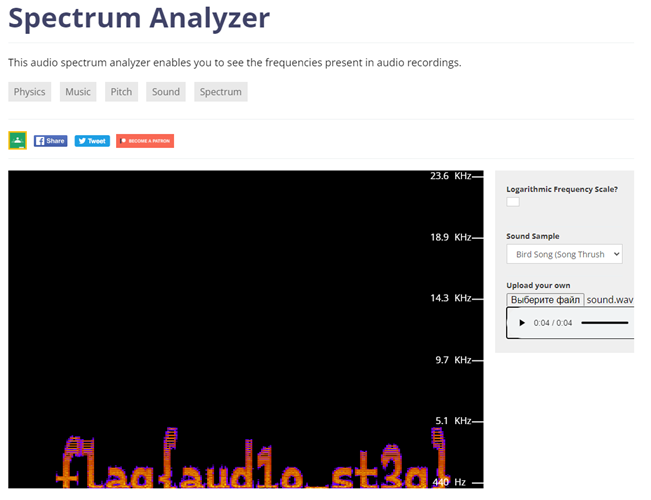 Spectrum Analyzer
This audio spectrum analyzer enables you to see the frequencies present in audio recordings.
Physics Music Pitch Sound Spectrum
Share Tweet BECOME A PATRON
23.6 KHz
18.9 KHz
14.3 KHz
9.7 KHz
5.1 KHz
440 Hz
flag{aud1o_st3g}
Logarithmic Frequency Scale?
Sound Sample
Bird Song (Song Thrush
Upload your own
Выберите файл sound.wav
0:04 / 0:04